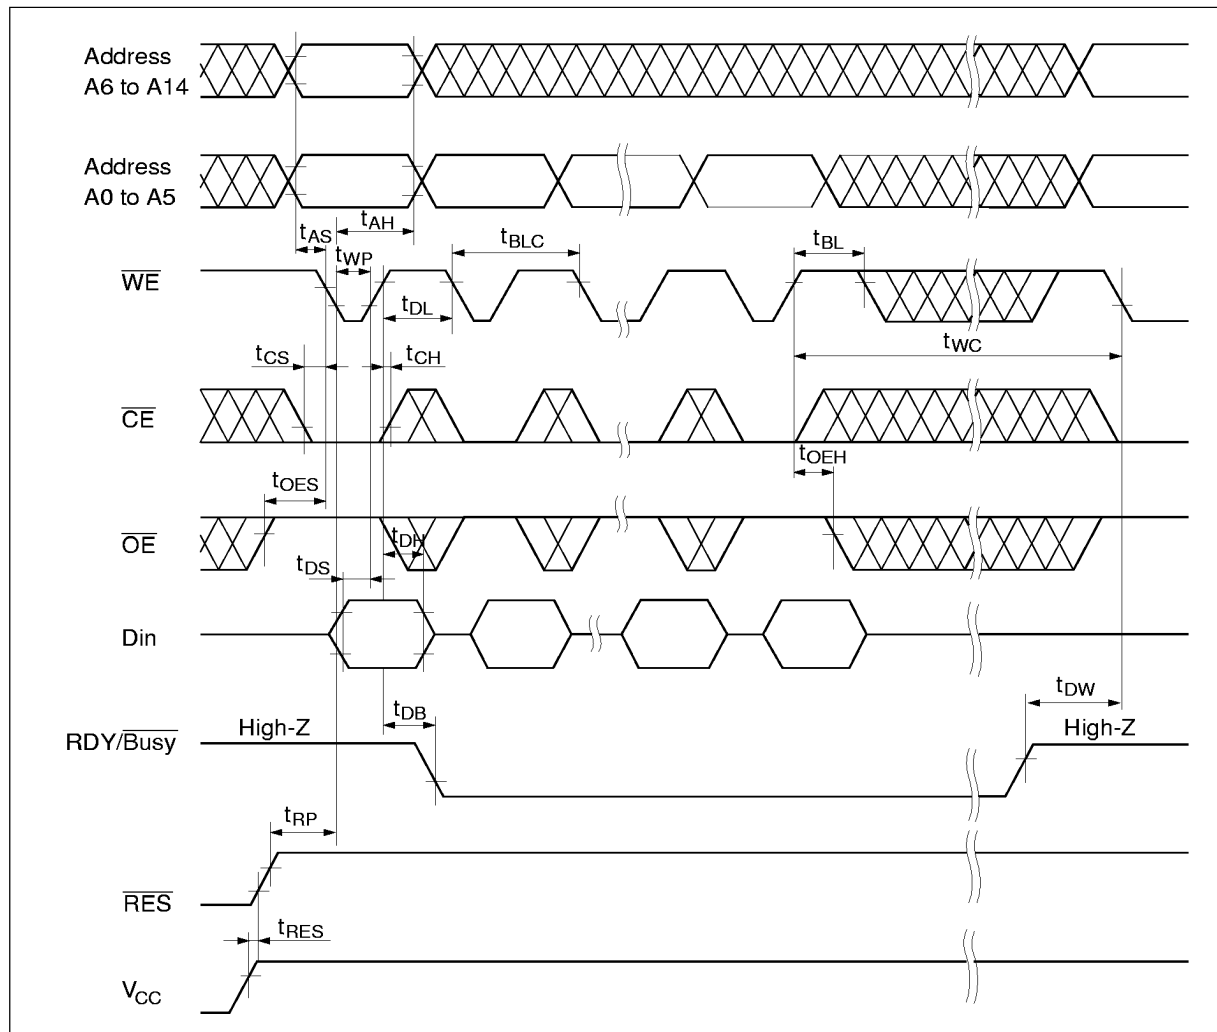 Address
A6 to A14
Address
A0 to A5
tAS
tAH
tWP
tBLC
tBL
WE
tDL
tCS
tCH
tWC
CE
tOEH
tOES
OE
tDH
tDS
Din
tDW
tDB
RDY/Busy
High-Z
High-Z
tRP
RES
tRES
VCC